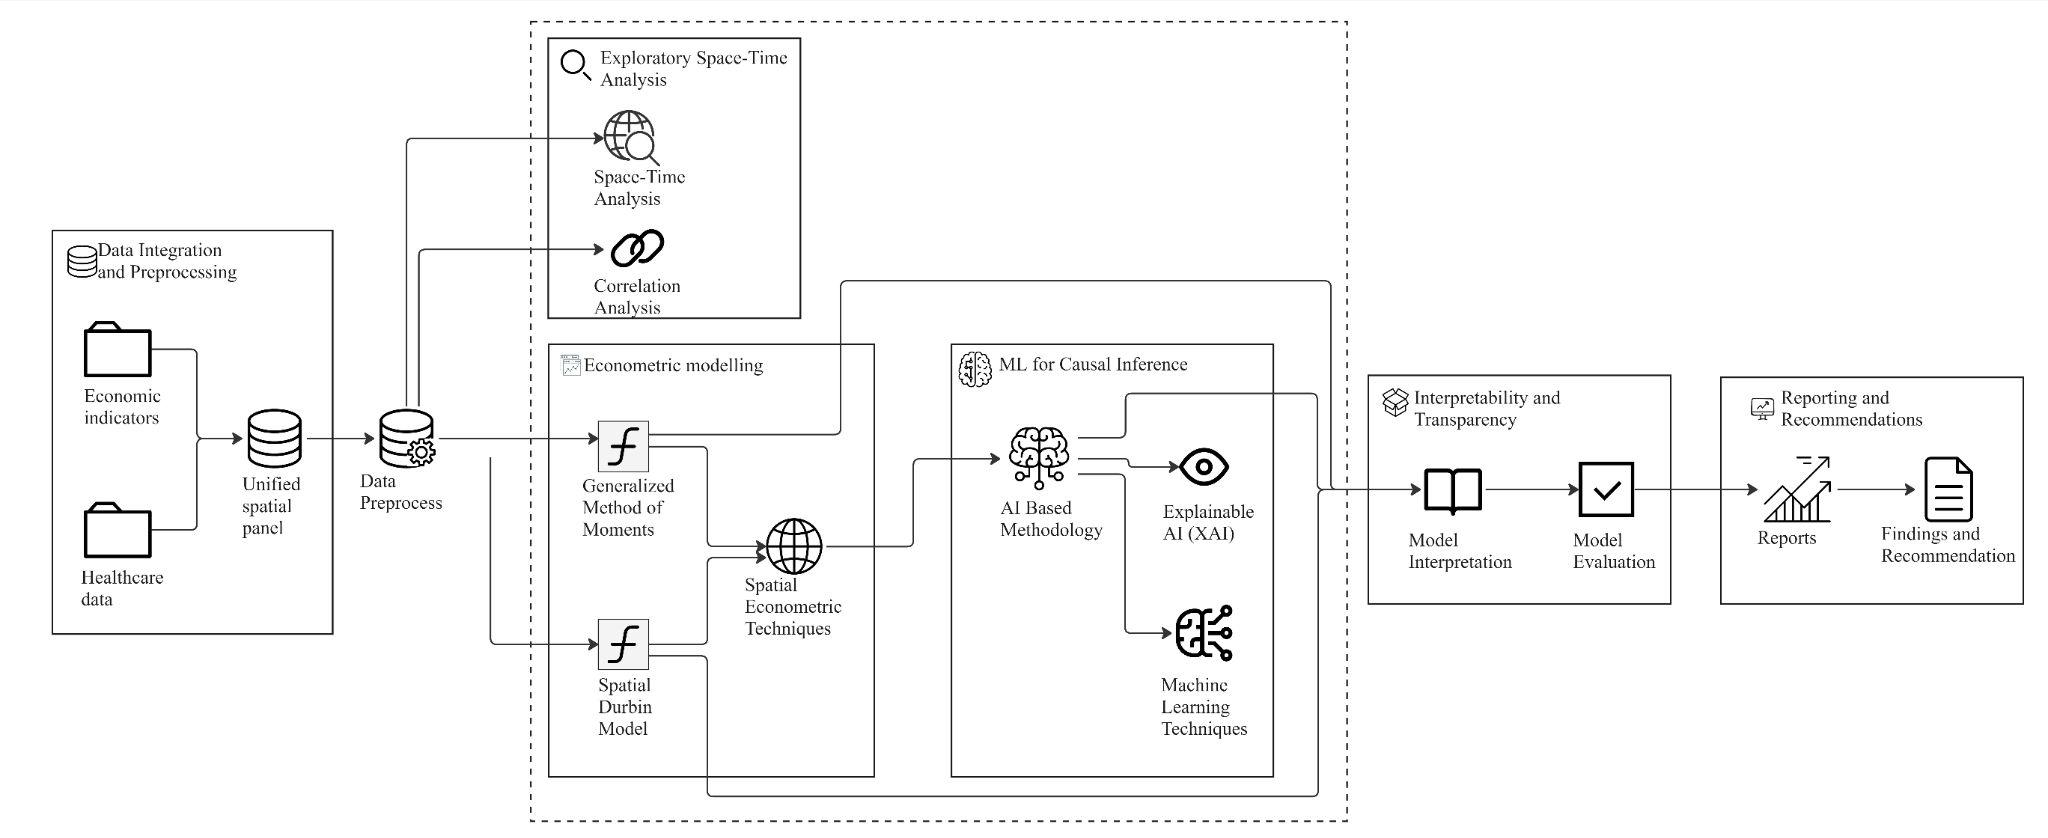 Data Integration
and Preprocessing
Economic
indicators
Healthcare
data
Unified
spatial
panel
Data
Preprocess
Exploratory Space-Time
Analysis
Space-Time
Analysis
Correlation
Analysis
Econometric modelling
Generalized
Method of
Moments
Spatial
Econometric
Techniques
Spatial
Durbin
Model
ML for Causal Inference
AI Based
Methodology
Explainable
AI (XAI)
Machine
Learning
Techniques
Interpretability and
Transparency
Model
Interpretation
Model
Evaluation
Reporting and
Recommendations
Reports
Findings and
Recommendation